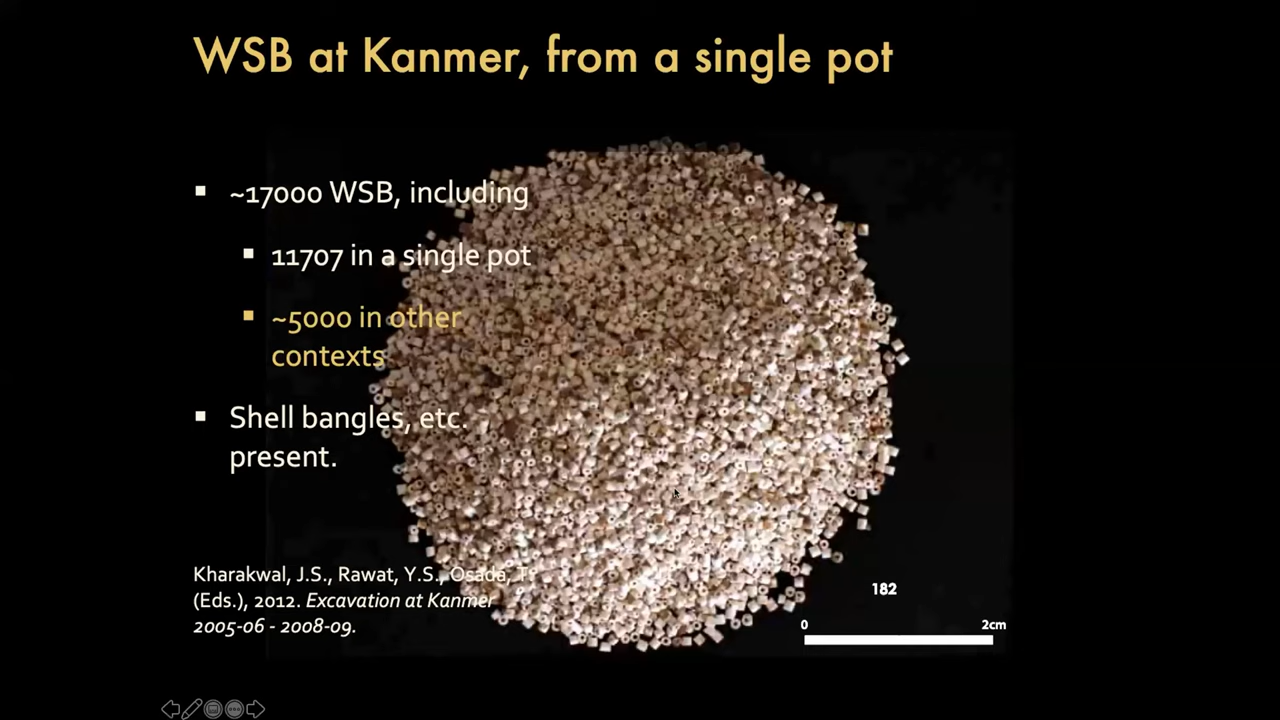 WSB at Kanmer, from a single pot
~17000 WSB, including
11707 in a single pot
~5000 in other
contexts
Shell bangles, etc.
present.
Kharakwal, J.S., Rawat, Y.S., Osada, T.
(Eds.), 2012. Excavation at Kanmer
2005-06 - 2008-09.
182
0 2cm